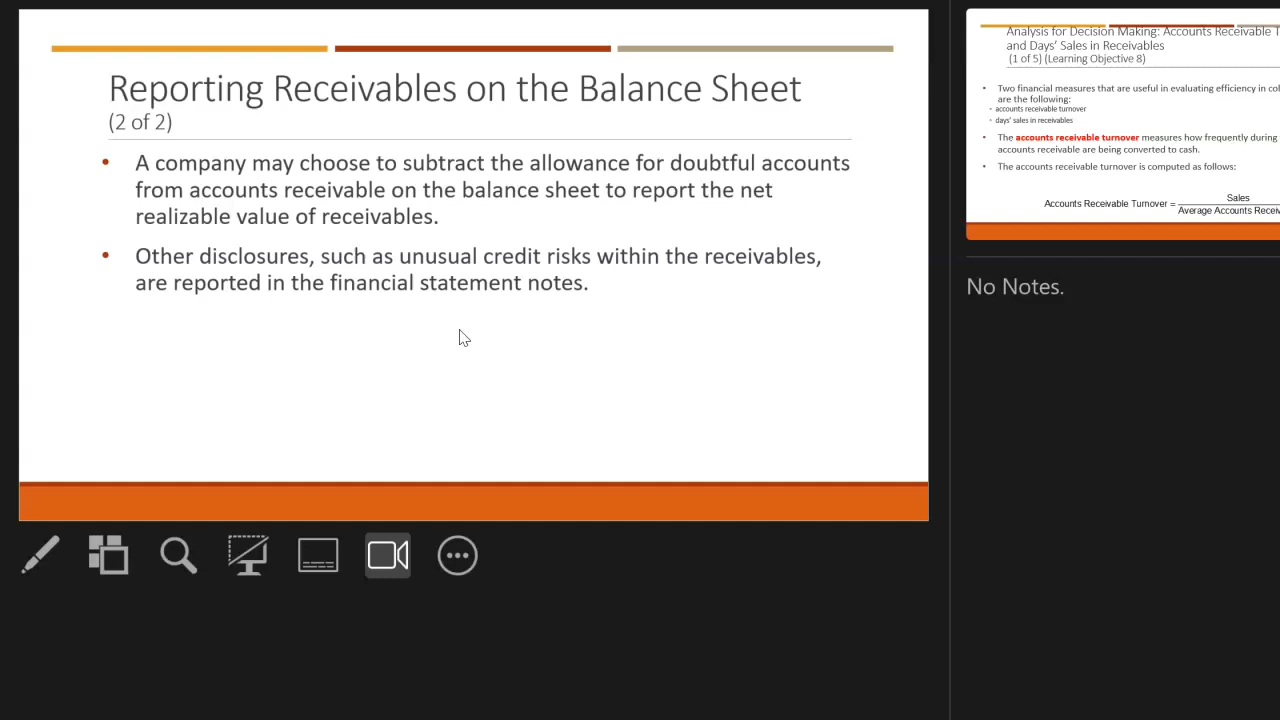 Reporting Receivables on the Balance Sheet
(2 of 2)
• A company may choose to subtract the allowance for doubtful accounts
from accounts receivable on the balance sheet to report the net
realizable value of receivables.
• Other disclosures, such as unusual credit risks within the receivables,
are reported in the financial statement notes.
Analysis for Decision Making: Accounts Receivable
and Days’ Sales in Receivables
(1 of 5) (Learning Objective 8)
• Two financial measures that are useful in evaluating efficiency in
are the following:
◦ accounts receivable turnover
◦ days’ sales in receivables
• The accounts receivable turnover measures how frequently during
accounts receivable are being converted to cash.
• The accounts receivable turnover is computed as follows:
Sales
Accounts Receivable Turnover =
Average Accounts
No Notes.